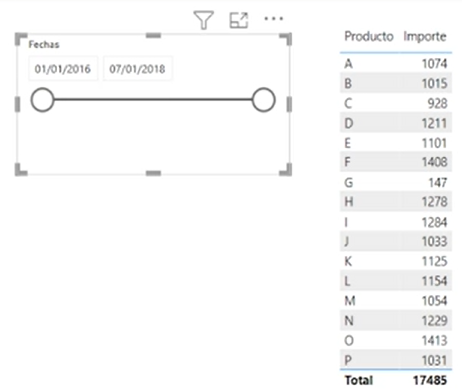 Fechas
01/01/2016 07/01/2018
Producto Importe
A 1074
B 1015
C 928
D 1211
E 1101
F 1408
G 147
H 1278
I 1284
J 1033
K 1125
L 1154
M 1054
N 1229
O 1413
P 1031
Total 17485